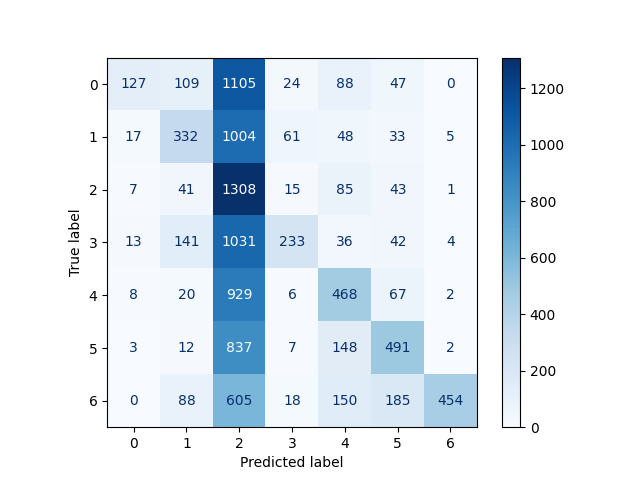 0 127 109 1105 24 88 47 0
1 17 332 1004 61 48 33 5
2 7 41 1308 15 85 43 1
3 13 141 1031 233 36 42 4
4 8 20 929 6 468 67 2
5 3 12 837 7 148 491 2
6 0 88 605 18 150 185 454
0 1 2 3 4 5 6
Predicted label
True label
1200
1000
800
600
400
200
0